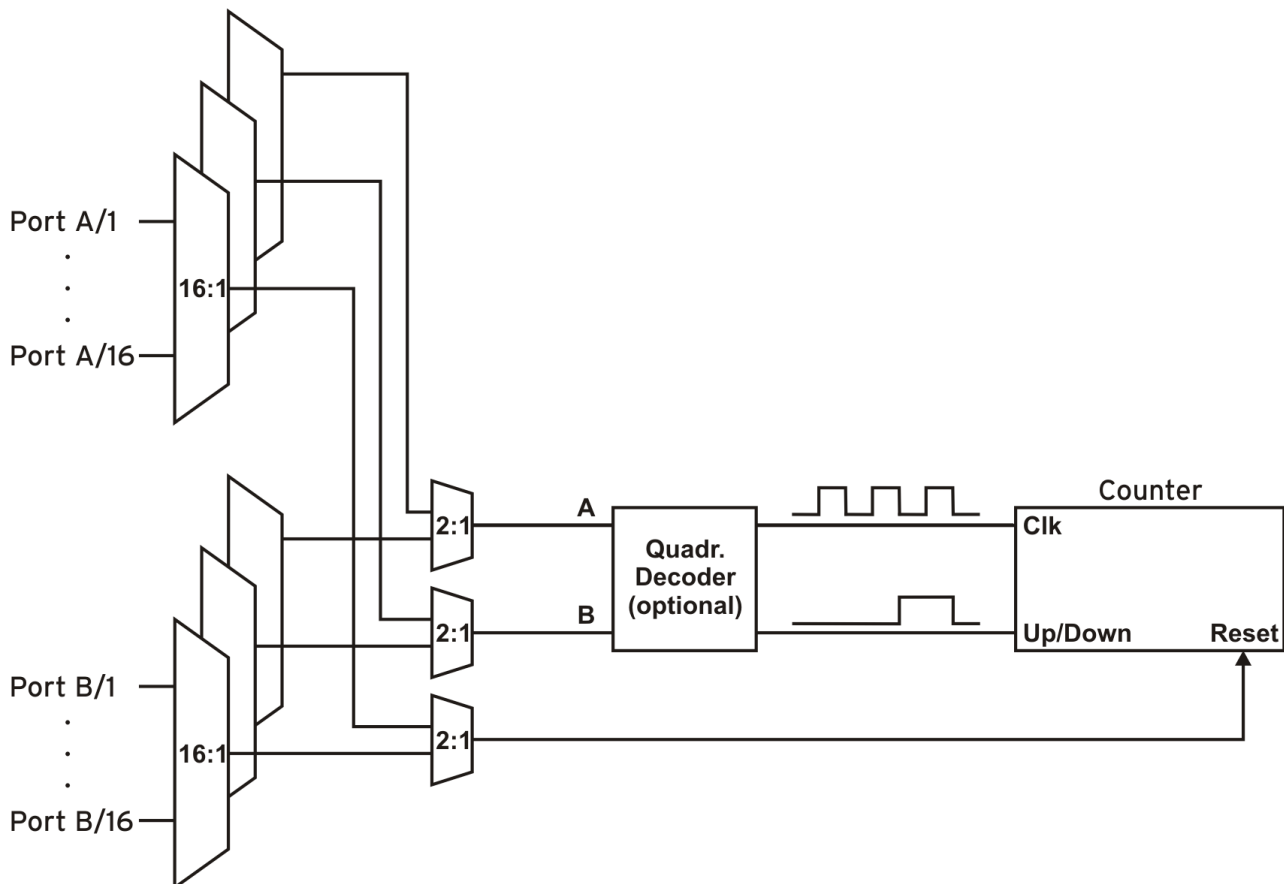 Port A/1
.
.
.
Port A/16
16:1
Port B/1
.
.
.
Port B/16
16:1
2:1
2:1
2:1
A
B
Quadr.
Decoder
(optional)
Counter
Clk
Up/Down
Reset